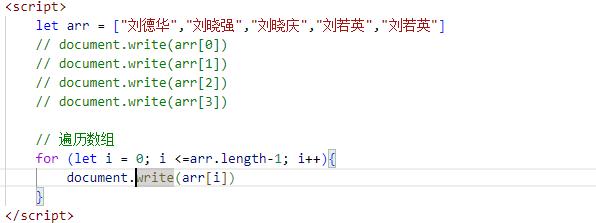 <script>
let arr = ["刘德华","刘晓强","刘晓庆","刘若英","刘若英"]
// document.write(arr[0])
// document.write(arr[1])
// document.write(arr[2])
// document.write(arr[3])
// 遍历数组
for (let i = 0; i <=arr.length-1; i++){
document.write(arr[i])
}
</script>